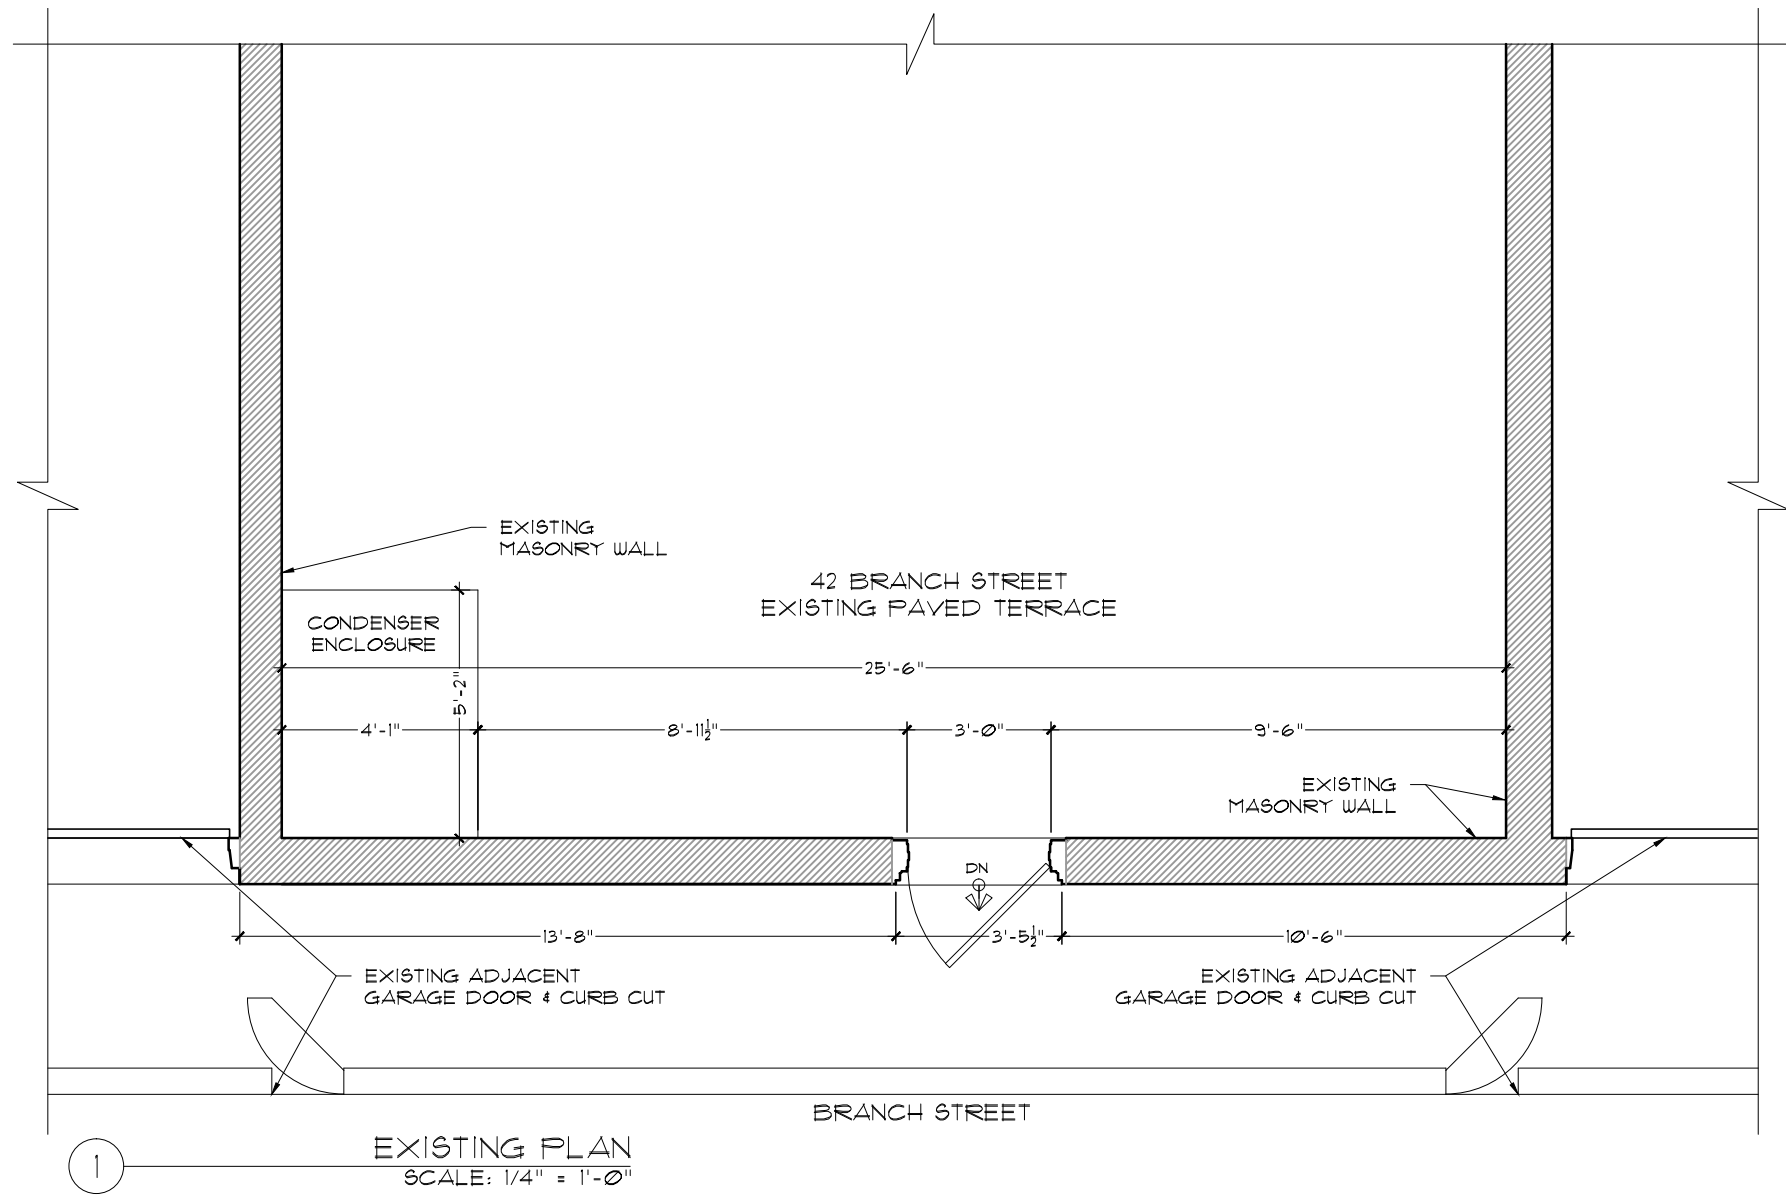 EXISTING
MASONRY WALL
42 BRANCH STREET
EXISTING PAVED TERRACE
CONDENSER
ENCLOSURE
25'-6"
5'-2"
4'-1"
8'-11½"
3'-0"
9'-6"
EXISTING
MASONRY WALL
DN
13'-8"
3'-5½"
10'-6"
EXISTING ADJACENT
GARAGE DOOR & CURB CUT
EXISTING ADJACENT
GARAGE DOOR & CURB CUT
BRANCH STREET
1
EXISTING PLAN
SCALE: 1/4" = 1'-0"